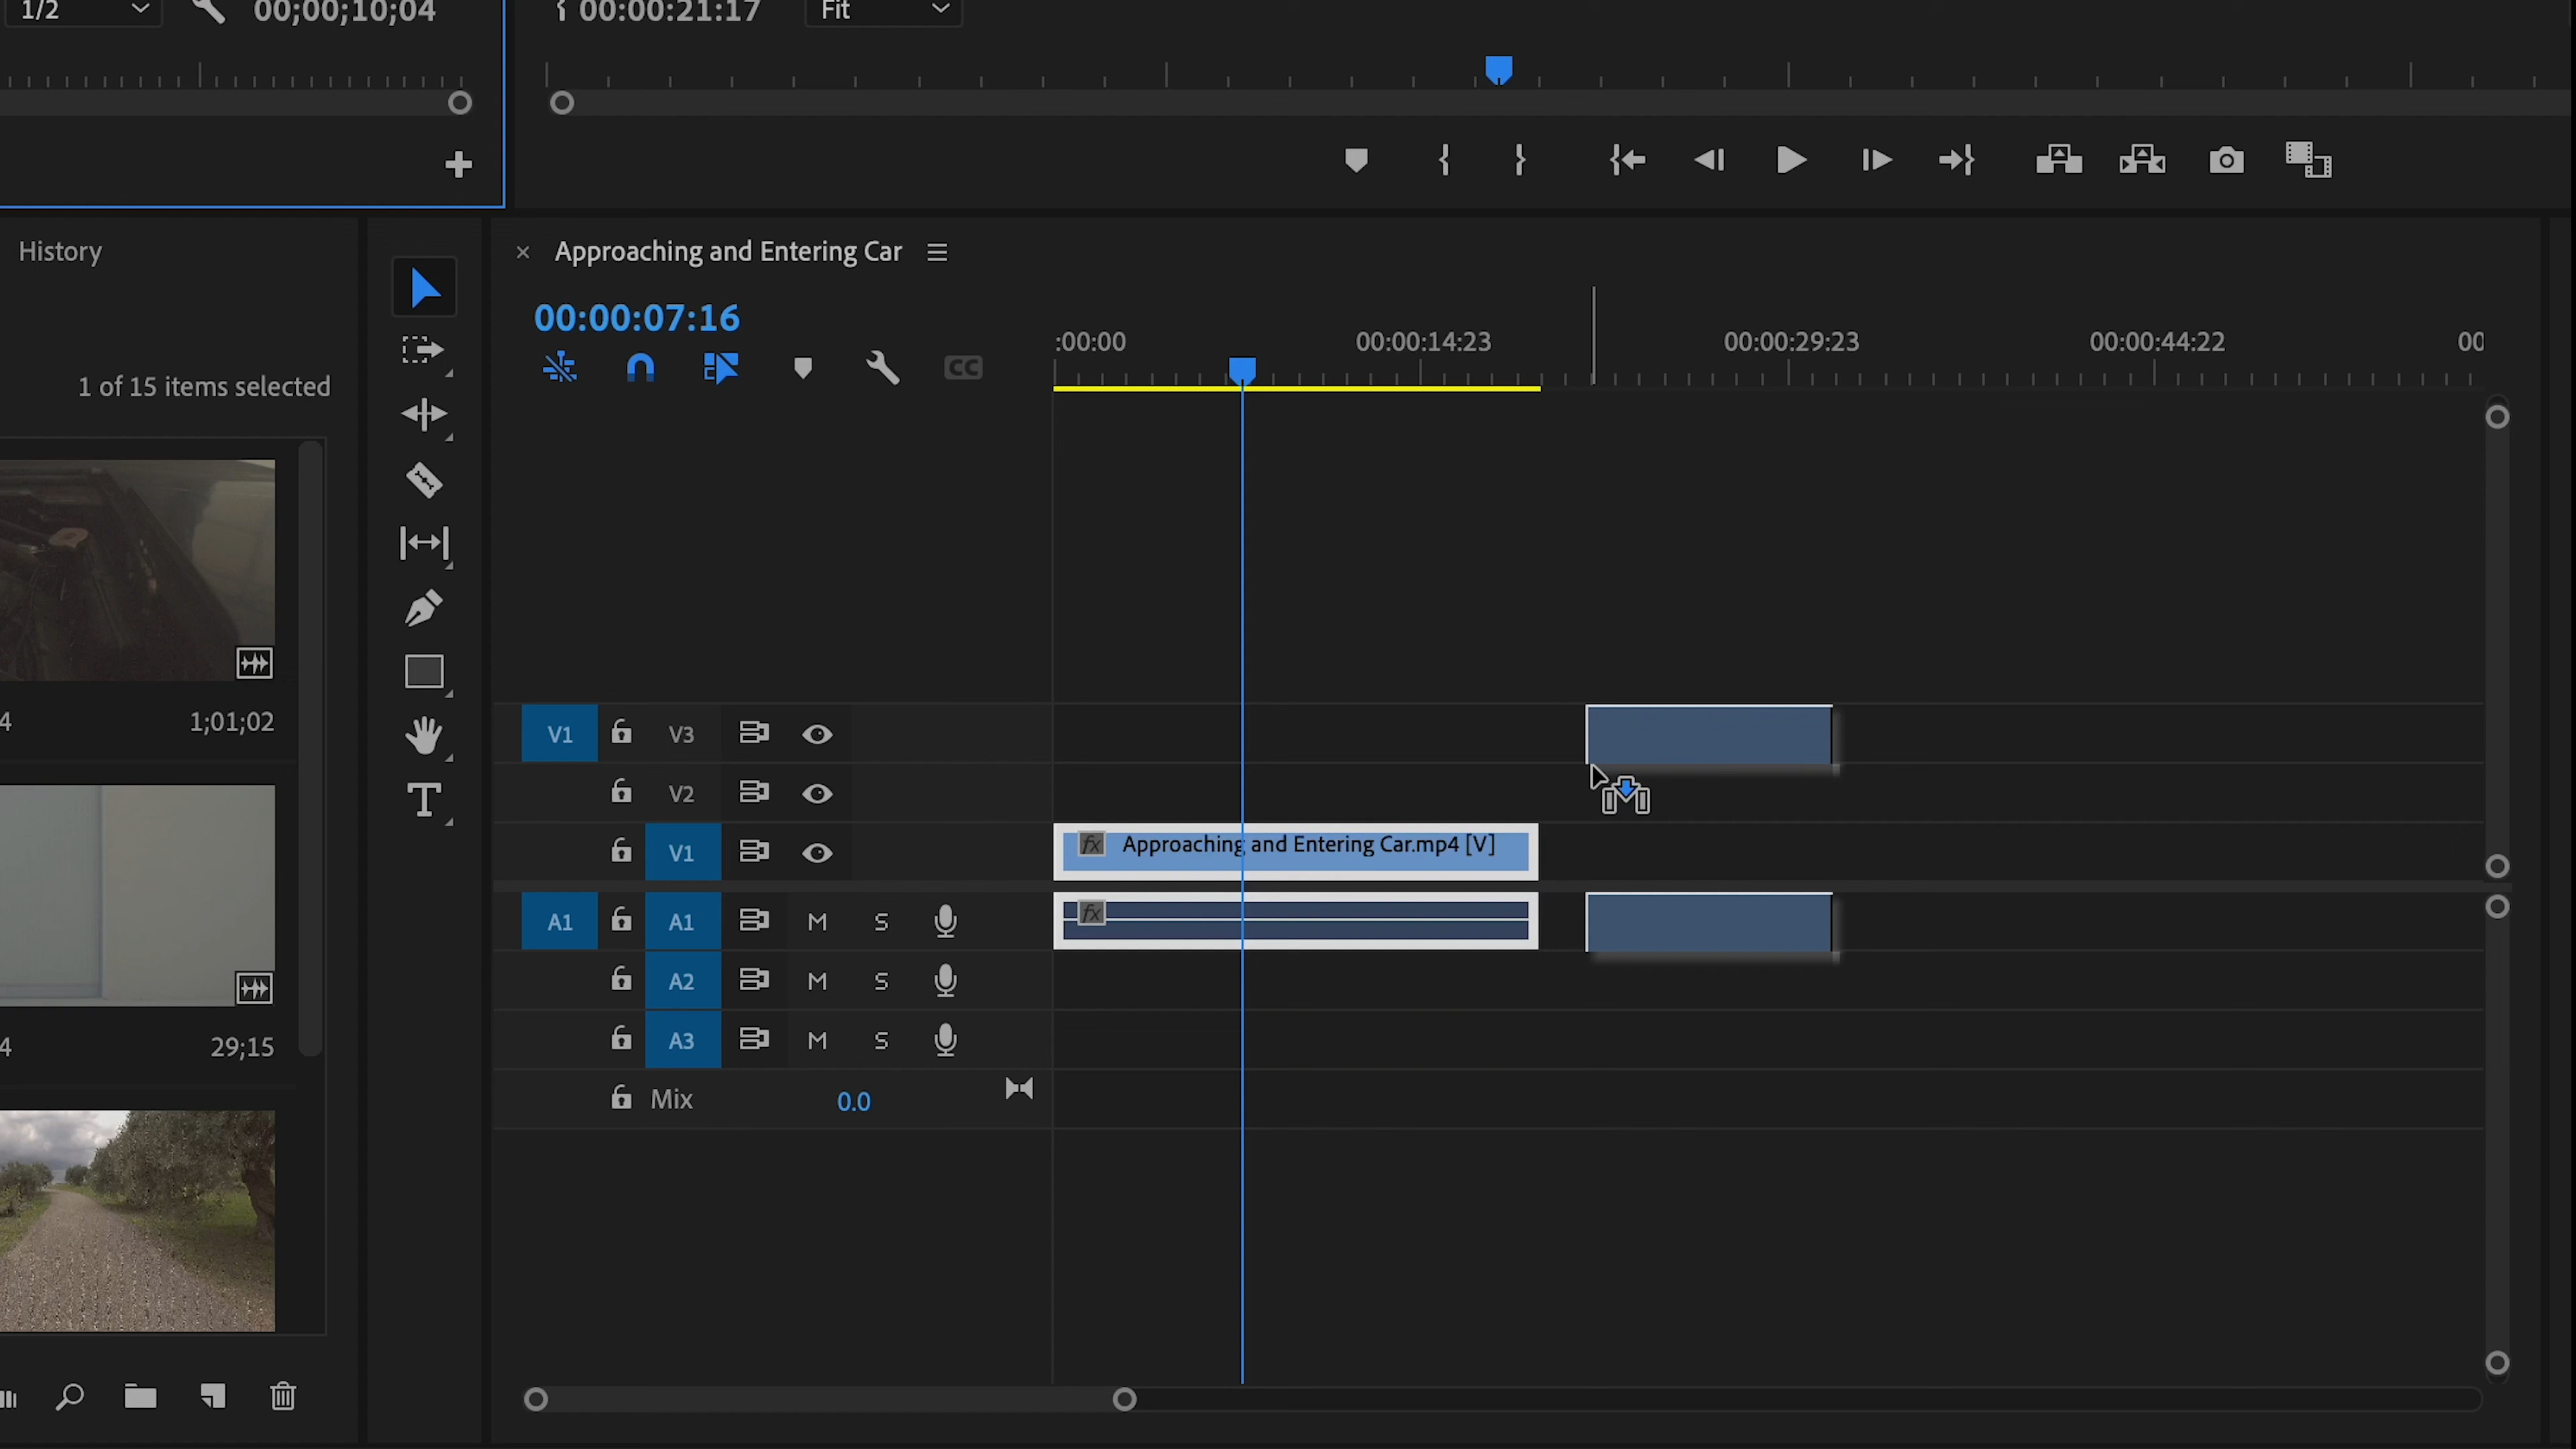 1/2 00;00;10;04 00:00:21:17 Fit
History
Approaching and Entering Car
00:00:07:16
:00:00 00:00:14:23 00:00:29:23 00:00:44:22 00
CC
1 of 15 items selected
4 1;01;02
4 29;15
T
V1 V3
V2
V1 fx Approaching and Entering Car.mp4 [V]
A1 A1 M S fx
A2 M S
A3 M S
Mix 0.0